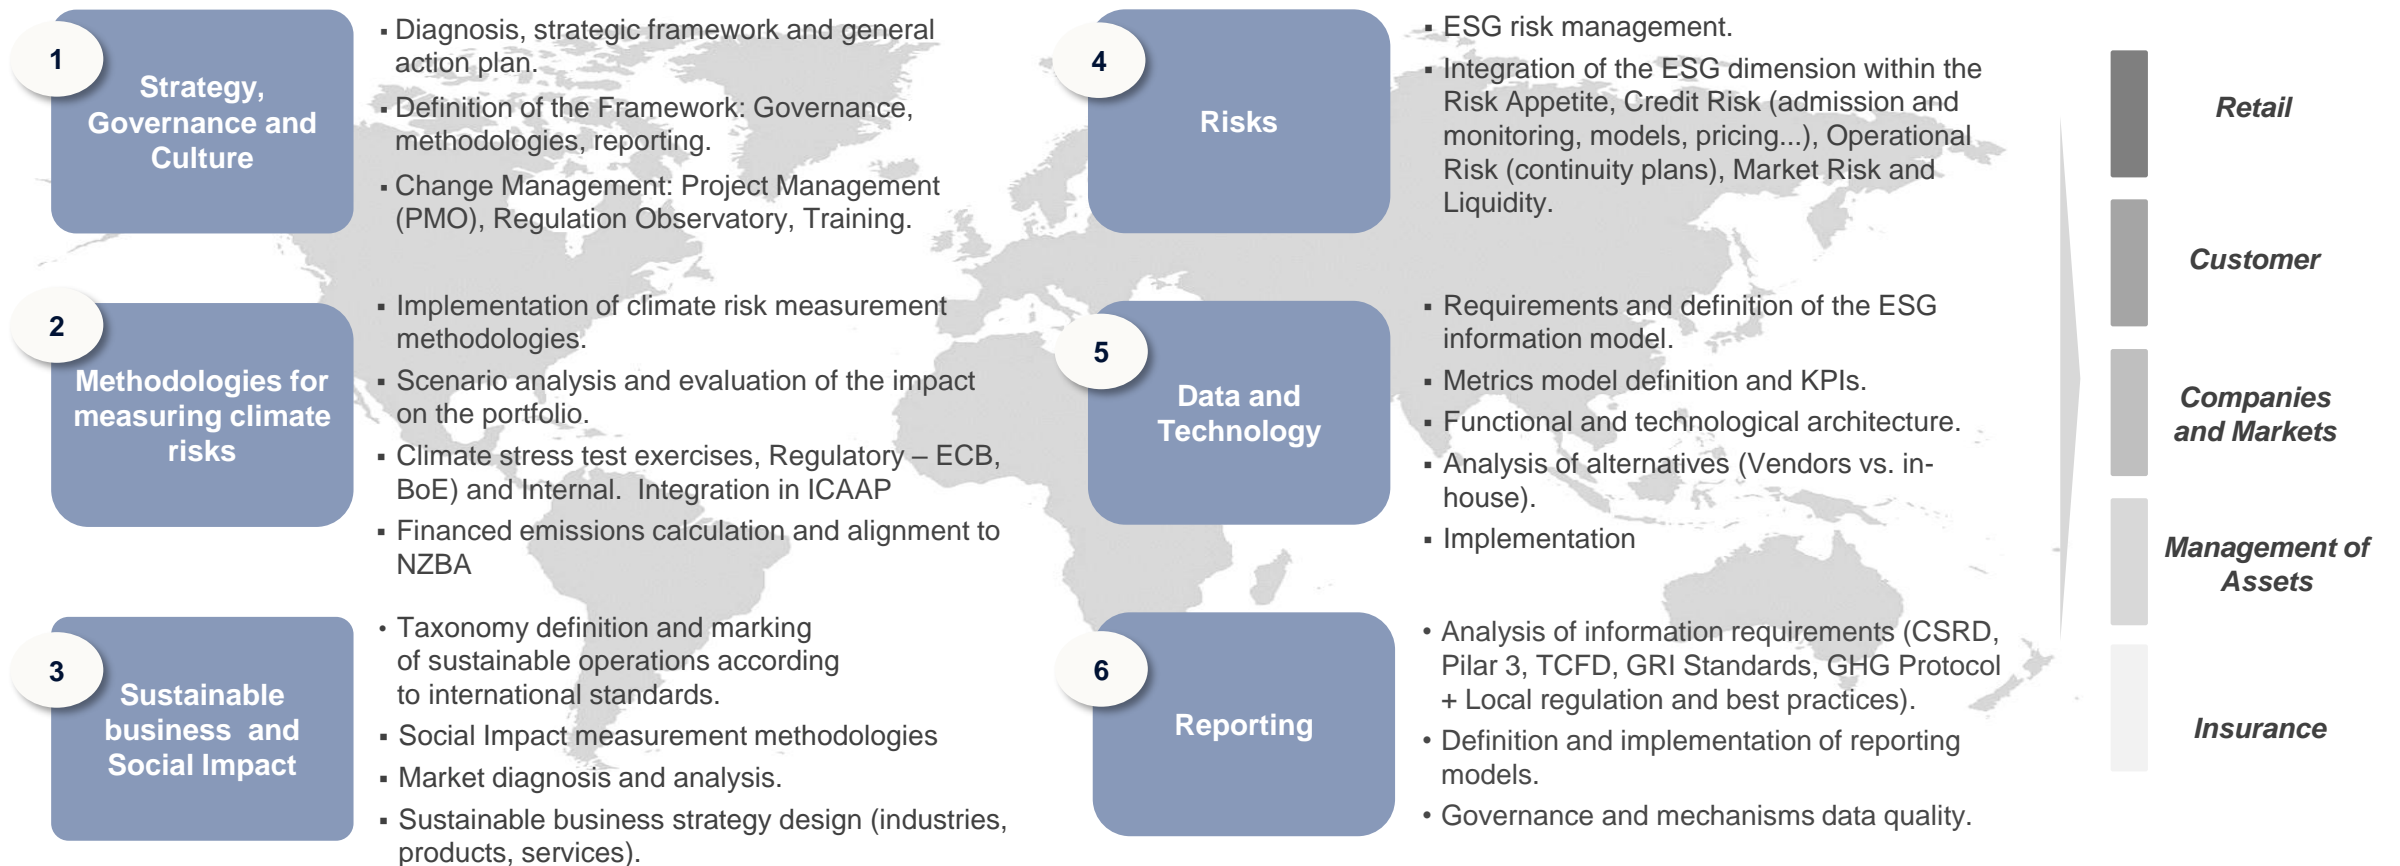 1
Strategy,
Governance and
Culture
▪ Diagnosis, strategic framework and general
action plan.
▪ Definition of the Framework: Governance,
methodologies, reporting.
▪ Change Management: Project Management
(PMO), Regulation Observatory, Training.
2
Methodologies for
measuring climate
risks
▪ Implementation of climate risk measurement
methodologies.
▪ Scenario analysis and evaluation of the impact
on the portfolio.
▪ Climate stress test exercises, Regulatory – ECB,
BoE) and Internal.  Integration in ICAAP
▪ Financed emissions calculation and alignment to
NZBA
3
Sustainable
business  and
Social Impact
• Taxonomy definition and marking
of sustainable operations according
to international standards.
▪ Social Impact measurement methodologies
▪ Market diagnosis and analysis.
▪ Sustainable business strategy design (industries,
products, services).
4
Risks
▪ ESG risk management.
▪ Integration of the ESG dimension within the
Risk Appetite, Credit Risk (admission and
monitoring, models, pricing...), Operational
Risk (continuity plans), Market Risk and
Liquidity.
5
Data and
Technology
▪ Requirements and definition of the ESG
information model.
▪ Metrics model definition and KPIs.
▪ Functional and technological architecture.
▪ Analysis of alternatives (Vendors vs. in-
house).
▪ Implementation
6
Reporting
• Analysis of information requirements (CSRD,
Pilar 3, TCFD, GRI Standards, GHG Protocol
+ Local regulation and best practices).
• Definition and implementation of reporting
models.
• Governance and mechanisms data quality.
Retail
Customer
Companies
and Markets
Management of
Assets
Insurance